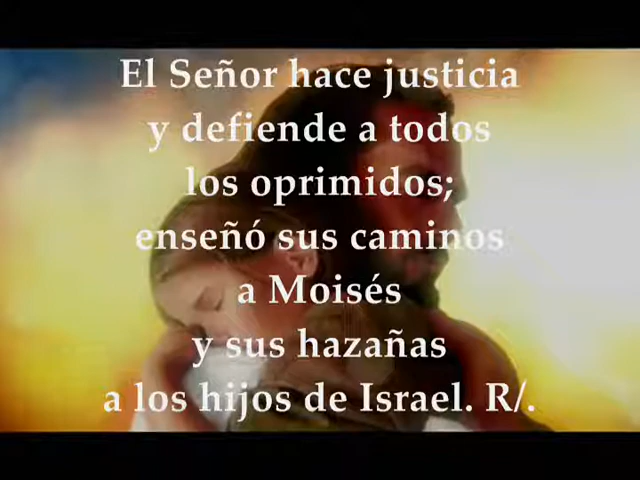 El Señor hace justicia
y defiende a todos
los oprimidos;
enseñó sus caminos
a Moisés
y sus hazañas
a los hijos de Israel. R/.